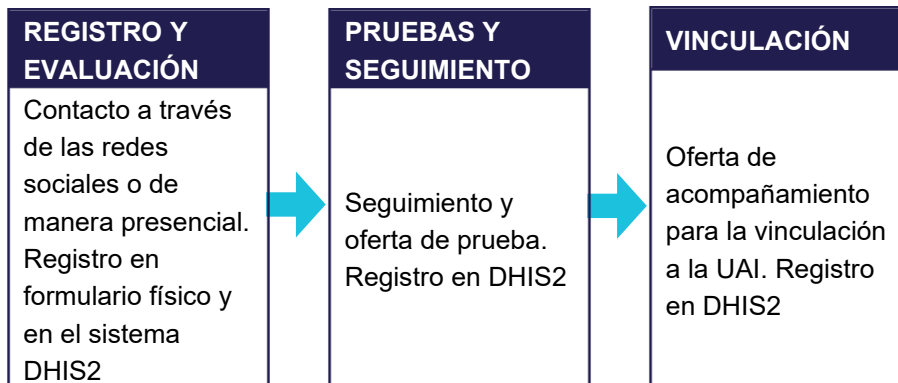 REGISTRO Y
EVALUACIÓN
Contacto a través
de las redes
sociales o de
manera presencial.
Registro en
formulario físico y
en el sistema
DHIS2
PRUEBAS Y
SEGUIMIENTO
Seguimiento y
oferta de prueba.
Registro en DHIS2
VINCULACIÓN
Oferta de
acompañamiento
para la vinculación
a la UAI. Registro
en DHIS2